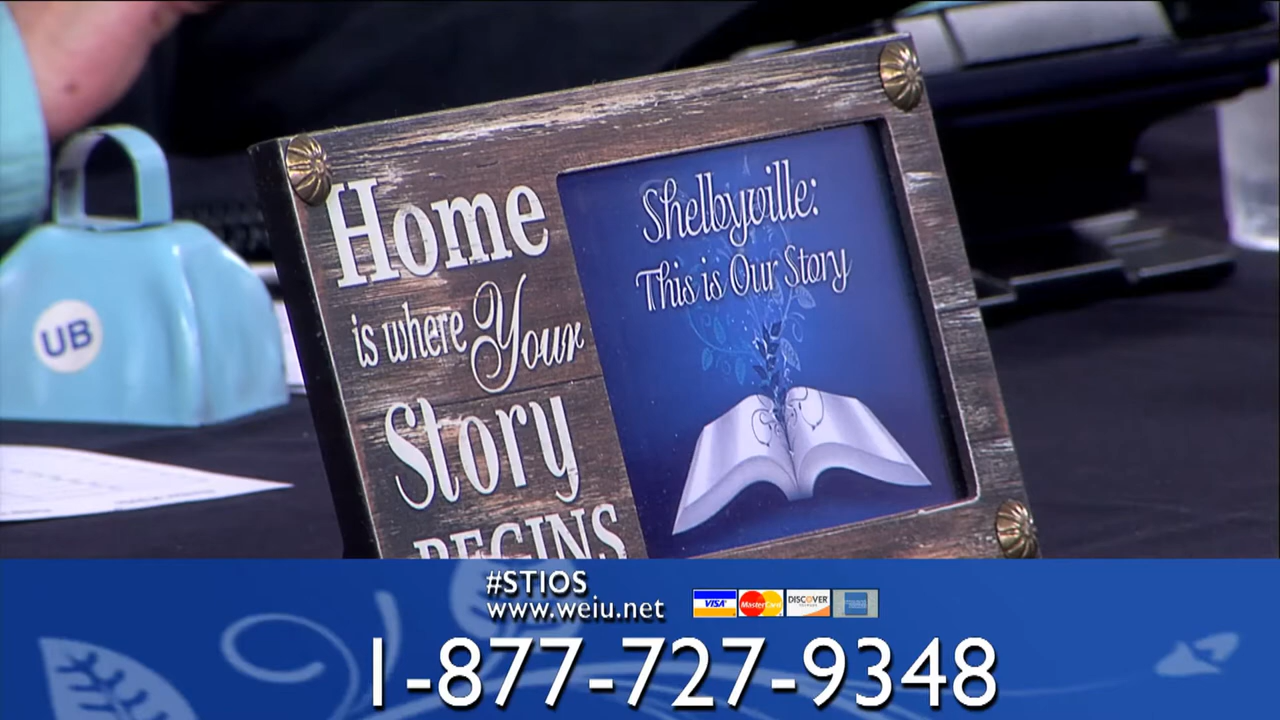 UB
Home
is where Your
Story
BEGINS
Shelbyville:
This is Our Story
#STIOS
www.weiu.net
VISA
MasterCard
DISCOVER
1-877-727-9348